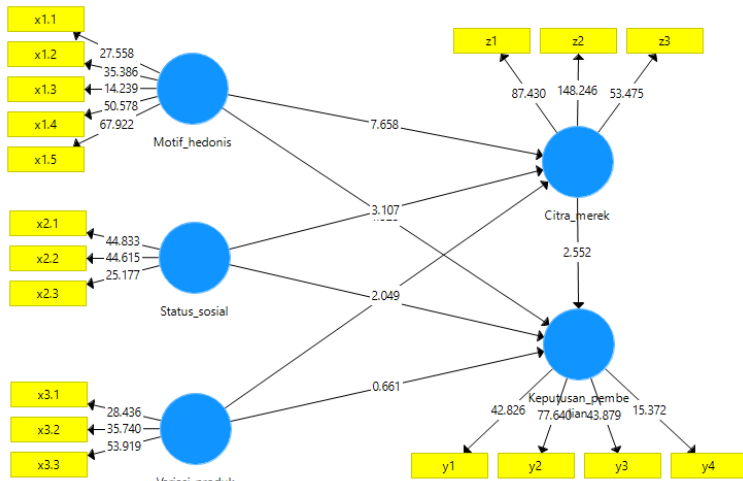 x1.1
x1.2
x1.3
x1.4
x1.5
27.558
35.386
14.239
50.578
67.922
Motif_hedonis
z1
z2
z3
87.430
148.246
53.475
Citra_merek
7.658
3.107
2.552
x2.1
x2.2
x2.3
44.833
44.615
25.177
Status_sosial
2.049
0.661
x3.1
x3.2
x3.3
28.436
35.740
53.919
Keputusan_pembe
lian
42.826
77.640
43.879
15.372
y1
y2
y3
y4